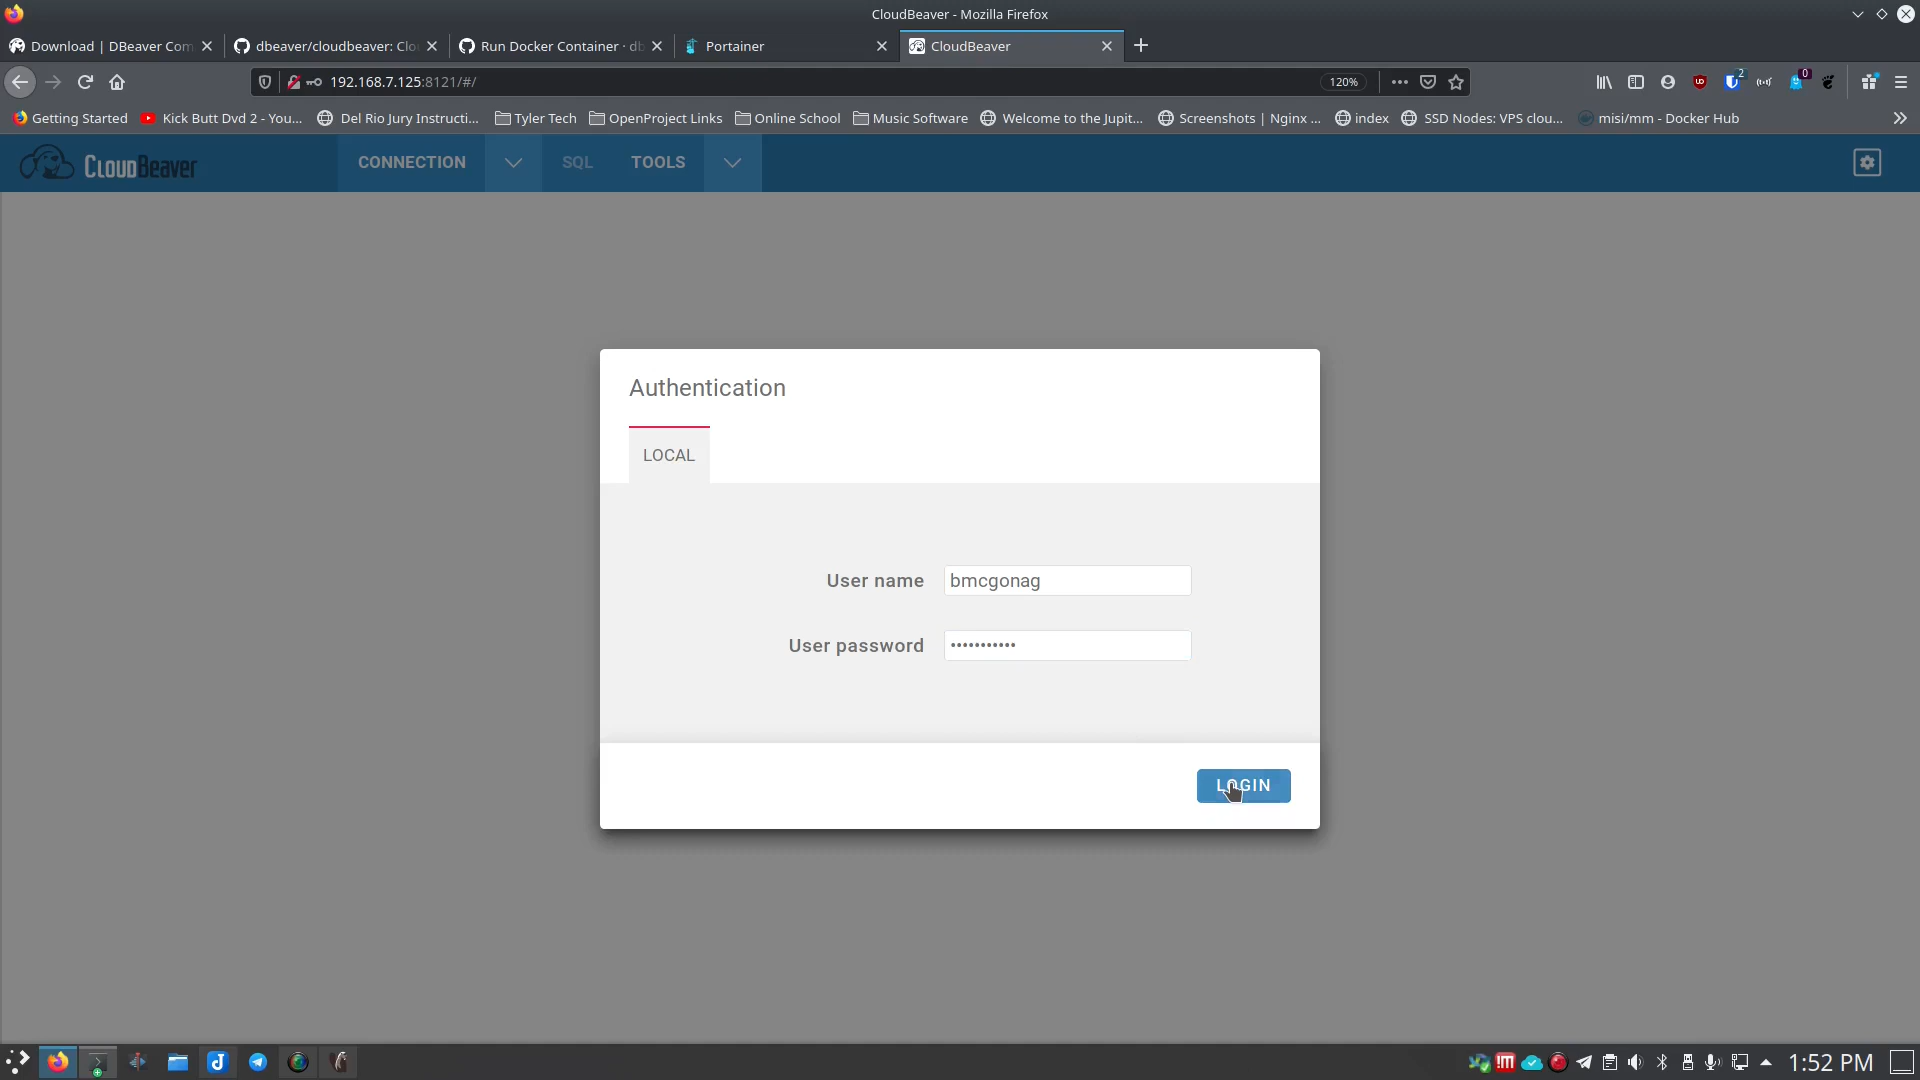 CloudBeaver - Mozilla Firefox
Download | DBeaver Com
dbeaver/cloudbeaver: Clo
Run Docker Container · db
Portainer
CloudBeaver
192.168.7.125:8121/#/
120%
2
0
Getting Started
Kick Butt Dvd 2 - You...
Del Rio Jury Instructi...
Tyler Tech
OpenProject Links
Online School
Music Software
Welcome to the Jupit...
Screenshots | Nginx ...
index
SSD Nodes: VPS clou...
misi/mm - Docker Hub
CloudBeaver
CONNECTION
SQL
TOOLS
Authentication
LOCAL
User name
bmcgonag
User password
•••••••••••
LOGIN
1:52 PM